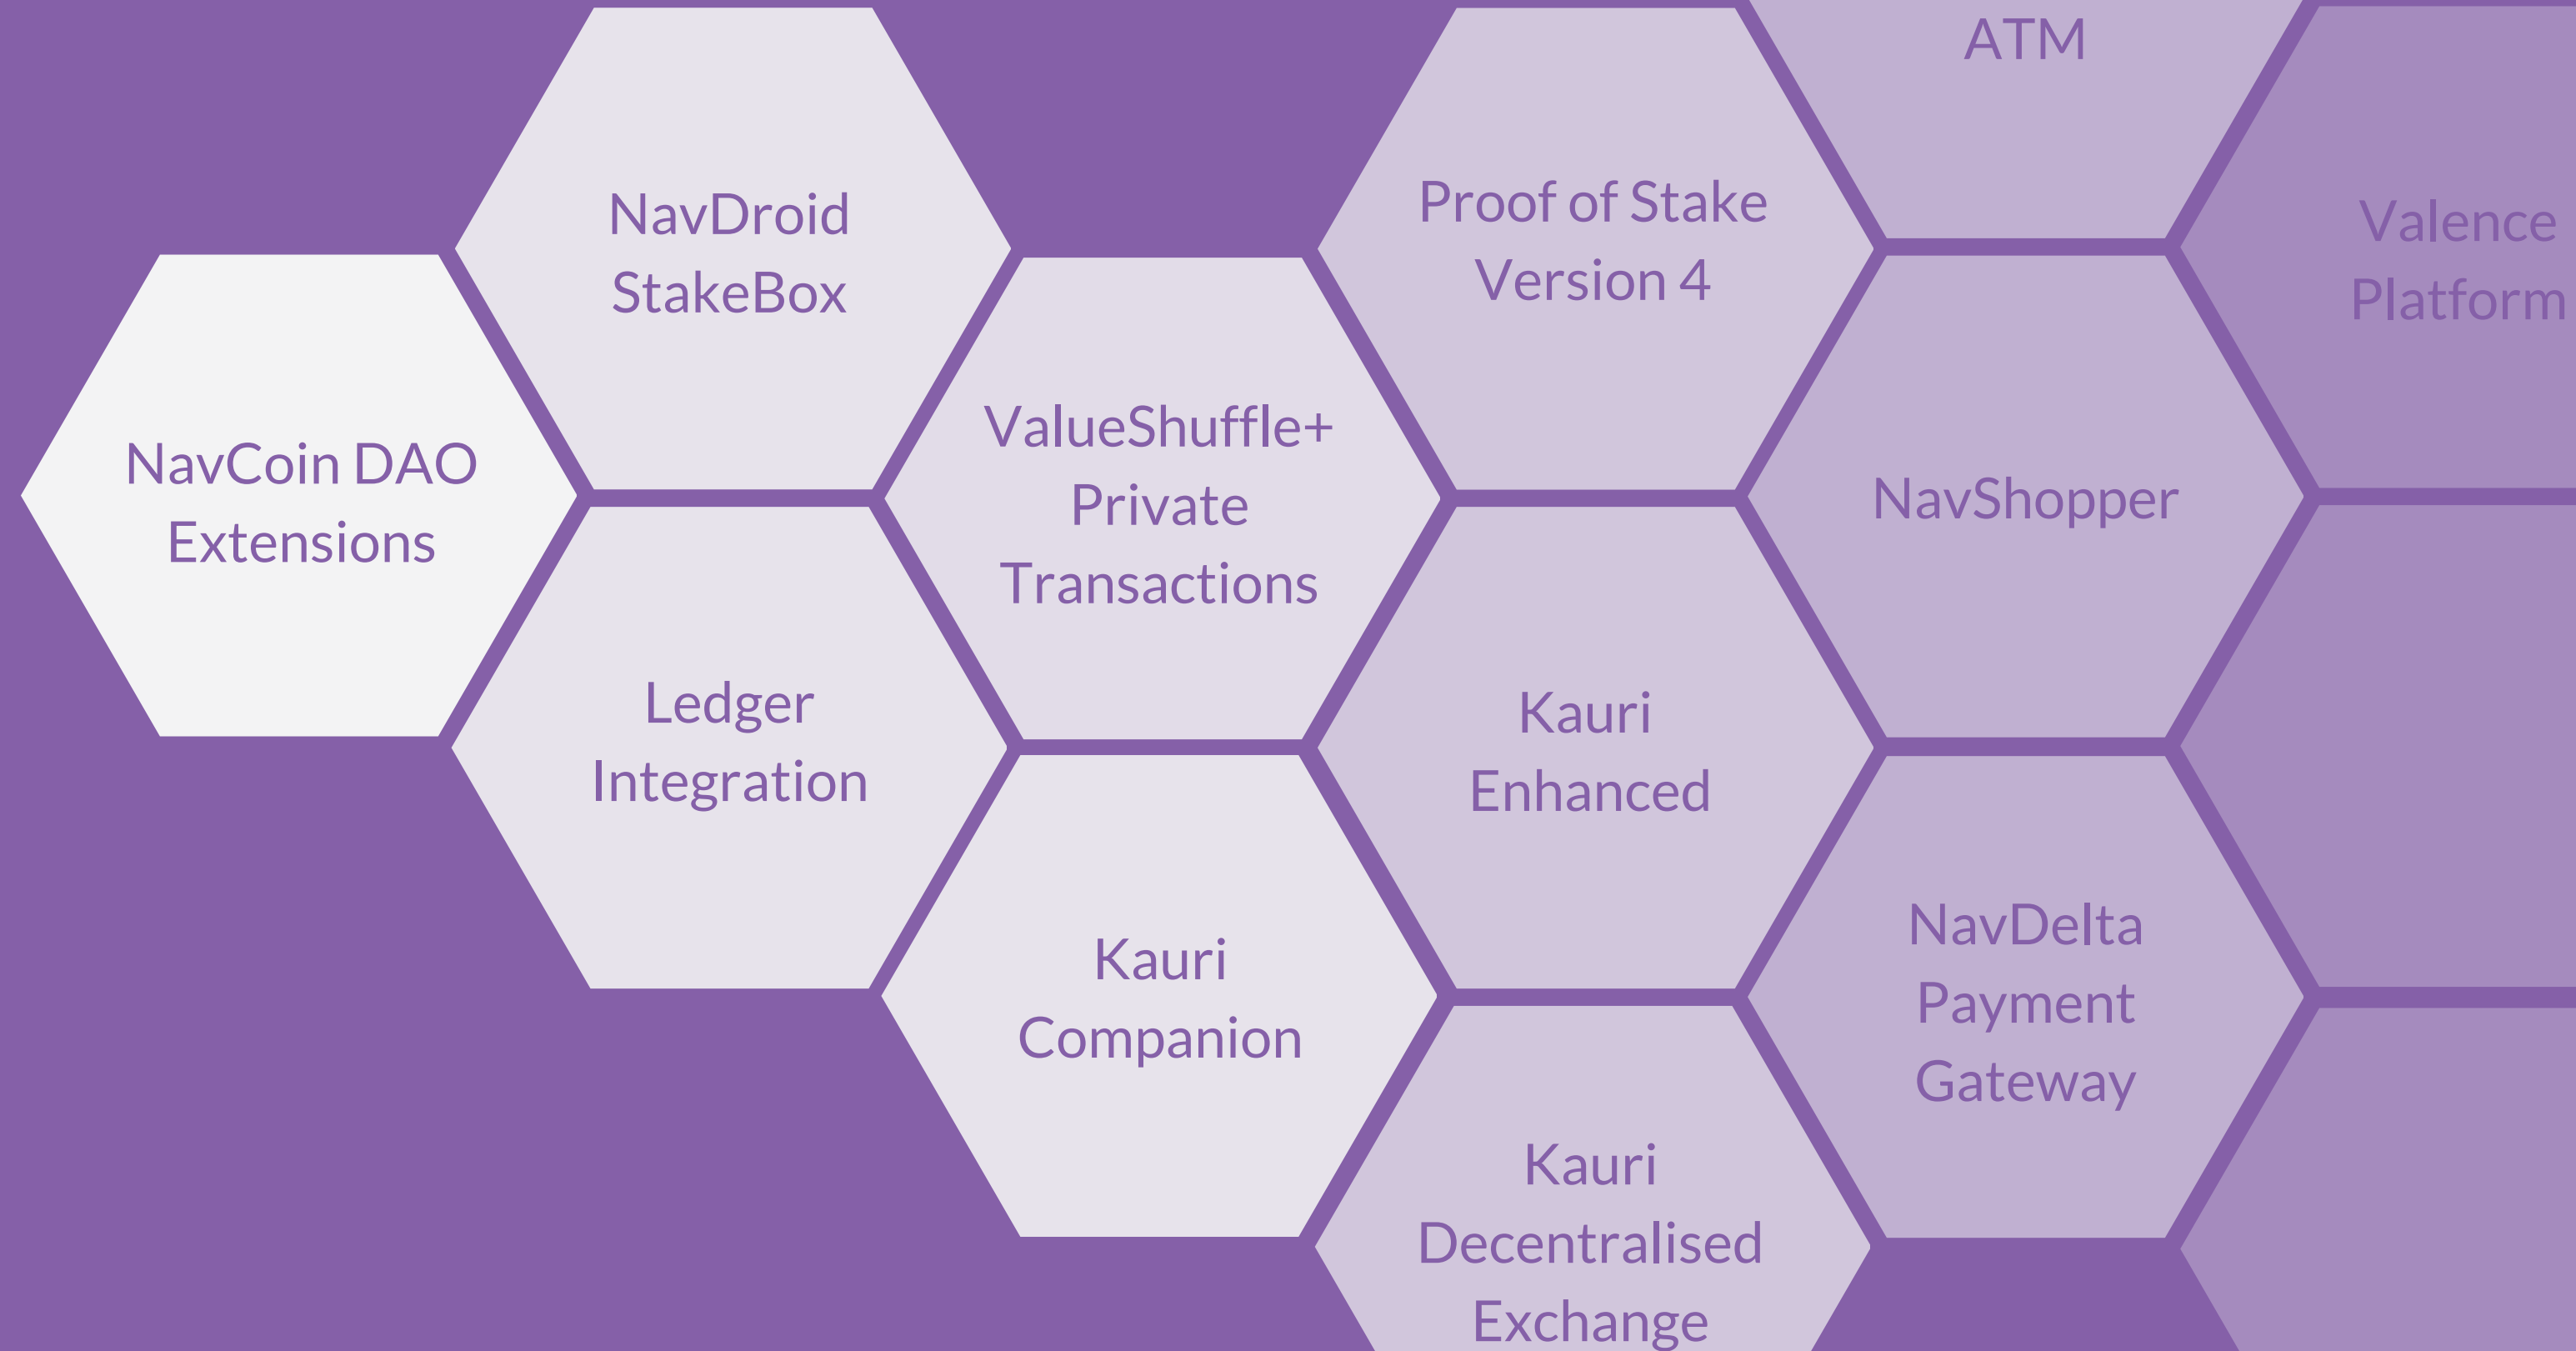 NavCoin DAO
Extensions
NavDroid
StakeBox
Ledger
Integration
ValueShuffle+
Private
Transactions
Kauri
Companion
Proof of Stake
Version 4
Kauri
Enhanced
Kauri
Decentralised
Exchange
ATM
NavShopper
NavDelta
Payment
Gateway
Valence
Platform